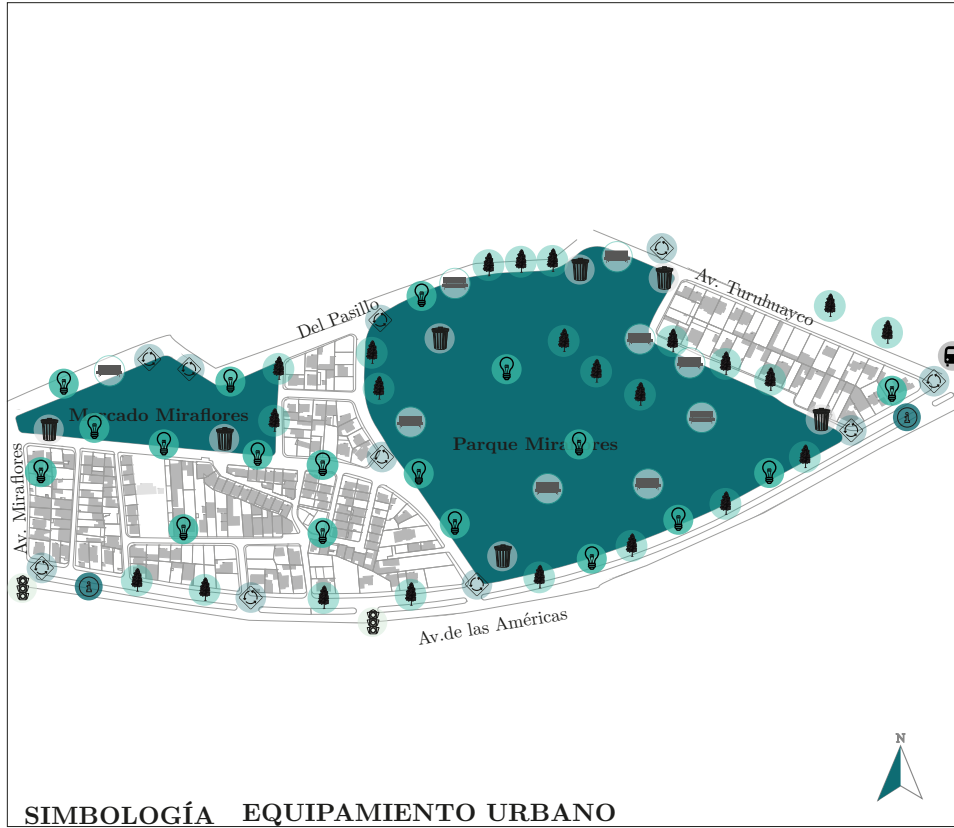 Del Pasillo
Av. Turuhuayco
Mercado Miraflores
Parque Miraflores
Av. Miraflores
i
i
Av.de las Américas
N
SIMBOLOGÍA EQUIPAMIENTO URBANO